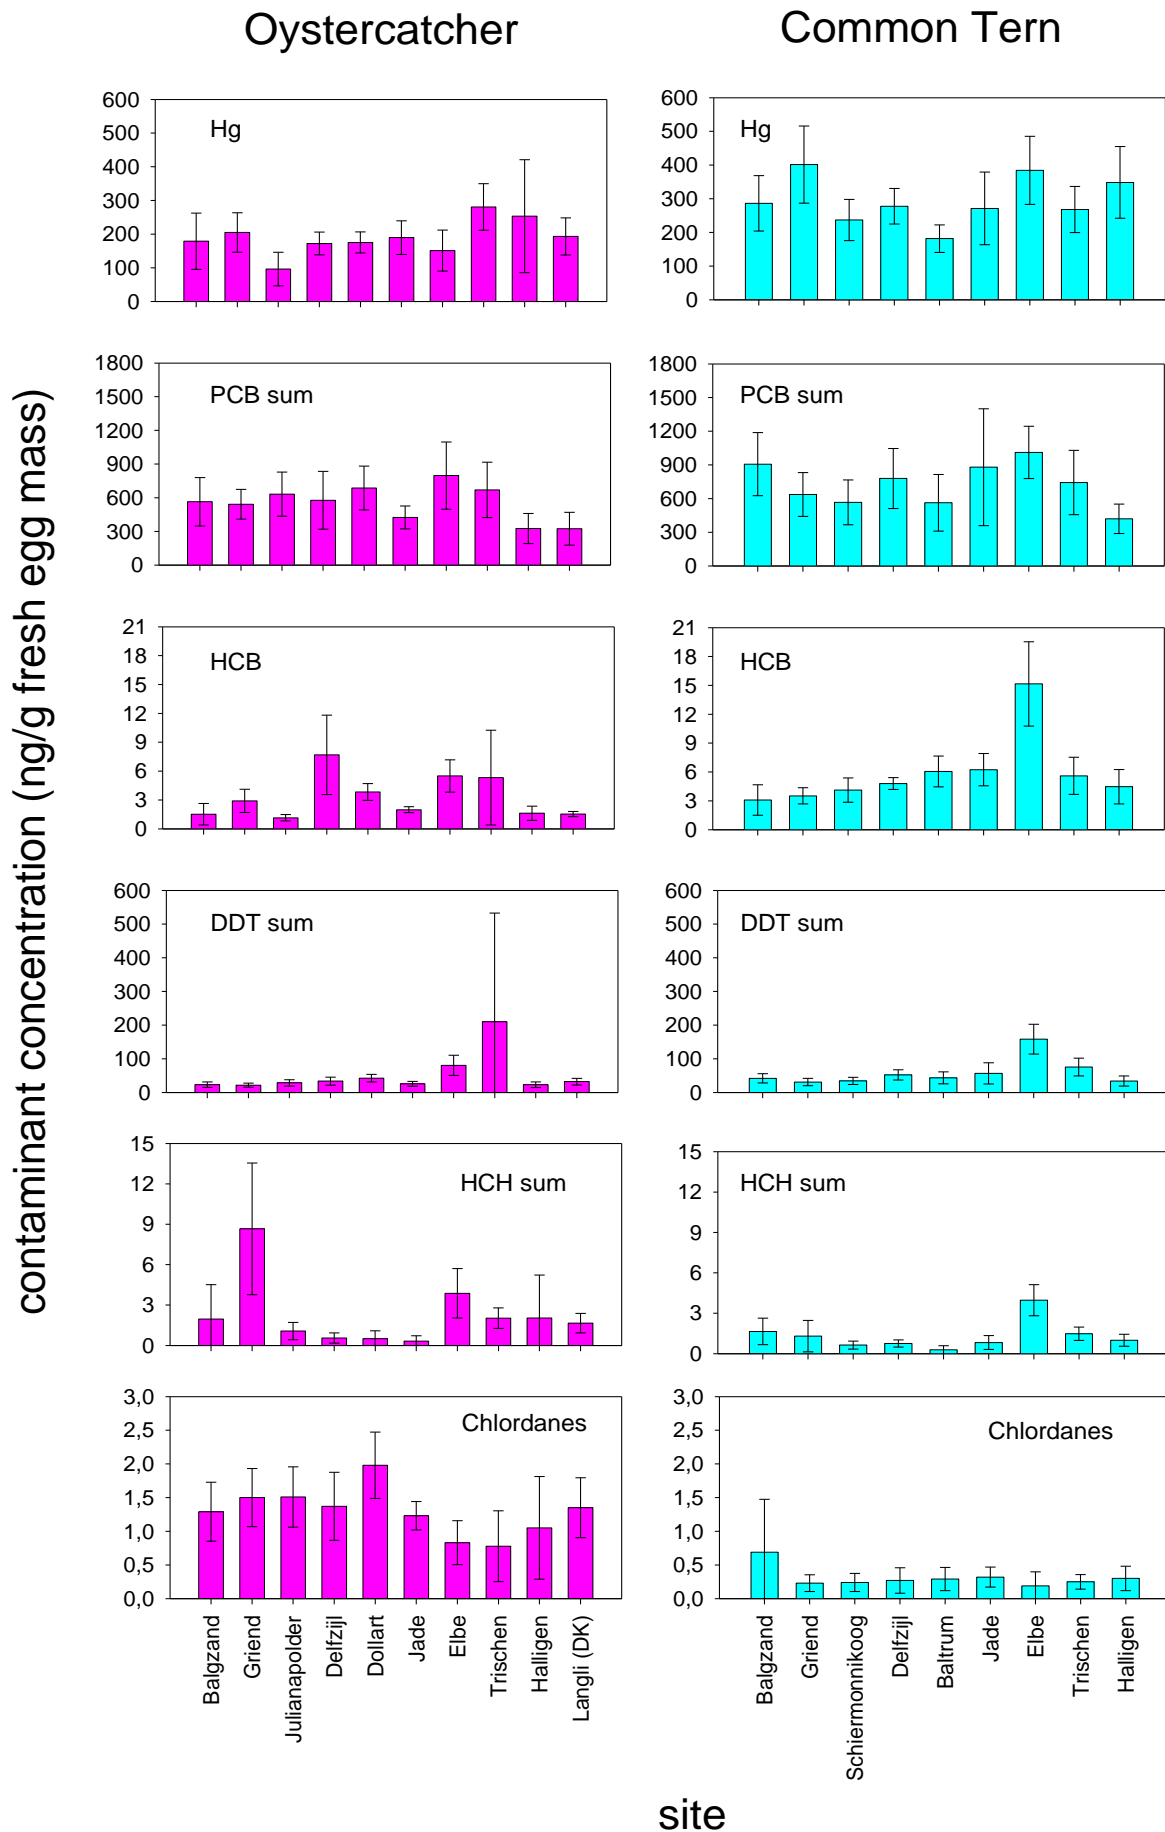 Oystercatcher
Common Tern
contaminant concentration (ng/g fresh egg mass)
600
500
400
300
200
100
0
Hg
600
500
400
300
200
100
0
Hg
1800
1500
1200
900
600
300
0
PCB sum
1800
1500
1200
900
600
300
0
PCB sum
21
18
15
12
9
6
3
0
HCB
21
18
15
12
9
6
3
0
HCB
600
500
400
300
200
100
0
DDT sum
600
500
400
300
200
100
0
DDT sum
15
12
9
6
3
0
HCH sum
15
12
9
6
3
0
HCH sum
3,0
2,5
2,0
1,5
1,0
0,5
0,0
Chlordanes
3,0
2,5
2,0
1,5
1,0
0,5
0,0
Chlordanes
Balgzand
Griend
Julianapolder
Delfzijl
Dollart
Jade
Elbe
Trischen
Halligen
Langli (DK)
Balgzand
Griend
Schiermonnikoog
Delfzijl
Baltrum
Jade
Elbe
Trischen
Halligen
site